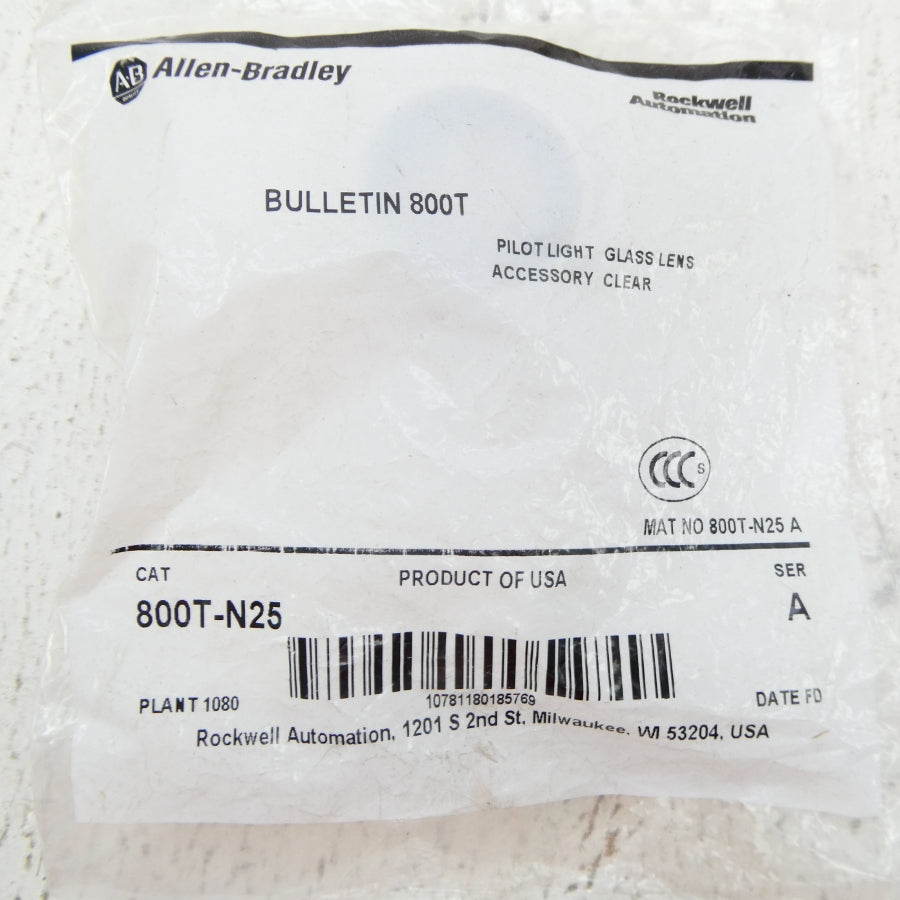 AB
QUALITY
Allen-Bradley
Rockwell
Automation
BULLETIN 800T
PILOT LIGHT GLASS LENS
ACCESSORY CLEAR
CCC S
MAT NO 800T-N25 A
CAT
PRODUCT OF USA
SER
800T-N25
A
PLANT 1080
10781180185769
DATE FD
Rockwell Automation, 1201 S 2nd St, Milwaukee, WI 53204, USA